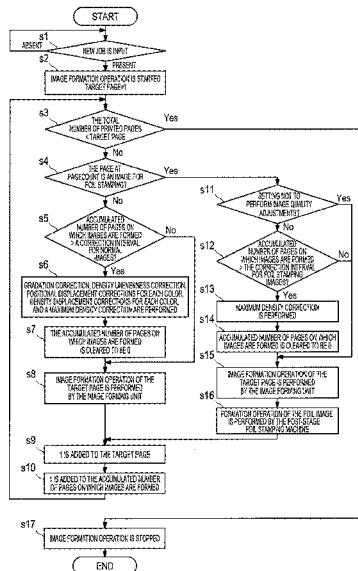 START
s1
NEW JOB IS INPUT
ABSENT
PRESENT
s2
IMAGE FORMATION OPERATION IS STARTED
TARGET PAGE=1
s3
THE TOTAL
NUMBER OF PRINTED PAGES
< TARGET PAGE
Yes
No
s4
THE PAGE AT
PAGECOUNT IS AN IMAGE FOR
FOIL STAMPING?
Yes
No
s11
SETTING NOT TO
PERFORM IMAGE QUALITY
ADJUSTMENTS?
Yes
No
s5
ACCUMULATED
NUMBER OF PAGES ON
WHICH IMAGES ARE FORMED
> A CORRECTION INTERVAL
FOR NORMAL
IMAGES?
No
Yes
s12
ACCUMULATED
NUMBER OF PAGES ON
WHICH IMAGES ARE FORMED
> THE CORRECTION INTERVAL
FOR FOIL STAMPING
IMAGE?
No
Yes
s6
GRADATION CORRECTION, DENSITY UNEVENNESS CORRECTION,
POSITIONAL DISPLACEMENT CORRECTIONS FOR EACH COLOR,
DENSITY DISPLACEMENT CORRECTIONS FOR EACH COLOR,
AND A MAXIMUM DENSITY CORRECTION ARE PERFORMED
s13
MAXIMUM DENSITY CORRECTION
IS PERFORMED
s7
THE ACCUMULATED NUMBER OF PAGES ON
WHICH IMAGES ARE FORMED
IS CLEARED TO BE 0
s14
ACCUMULATED NUMBER OF PAGES ON WHICH
IMAGES ARE FORMED IS CLEARED TO BE 0
s8
IMAGE FORMATION OPERATION OF THE
TARGET PAGE IS PERFORMED
BY THE IMAGE FORMING UNIT
s15
IMAGE FORMATION OPERATION OF THE
TARGET PAGE IS PERFORMED
BY THE IMAGE FORMING UNIT
s16
FORMATION OPERATION OF THE FOIL IMAGE
IS PERFORMED BY THE POST-STAGE
FOIL STAMPING MACHINE
s9
1 IS ADDED TO THE TARGET PAGE
s10
1 IS ADDED TO THE ACCUMULATED NUMBER
OF PAGES ON WHICH IMAGES ARE FORMED
s17
IMAGE FORMATION OPERATION IS STOPPED
END